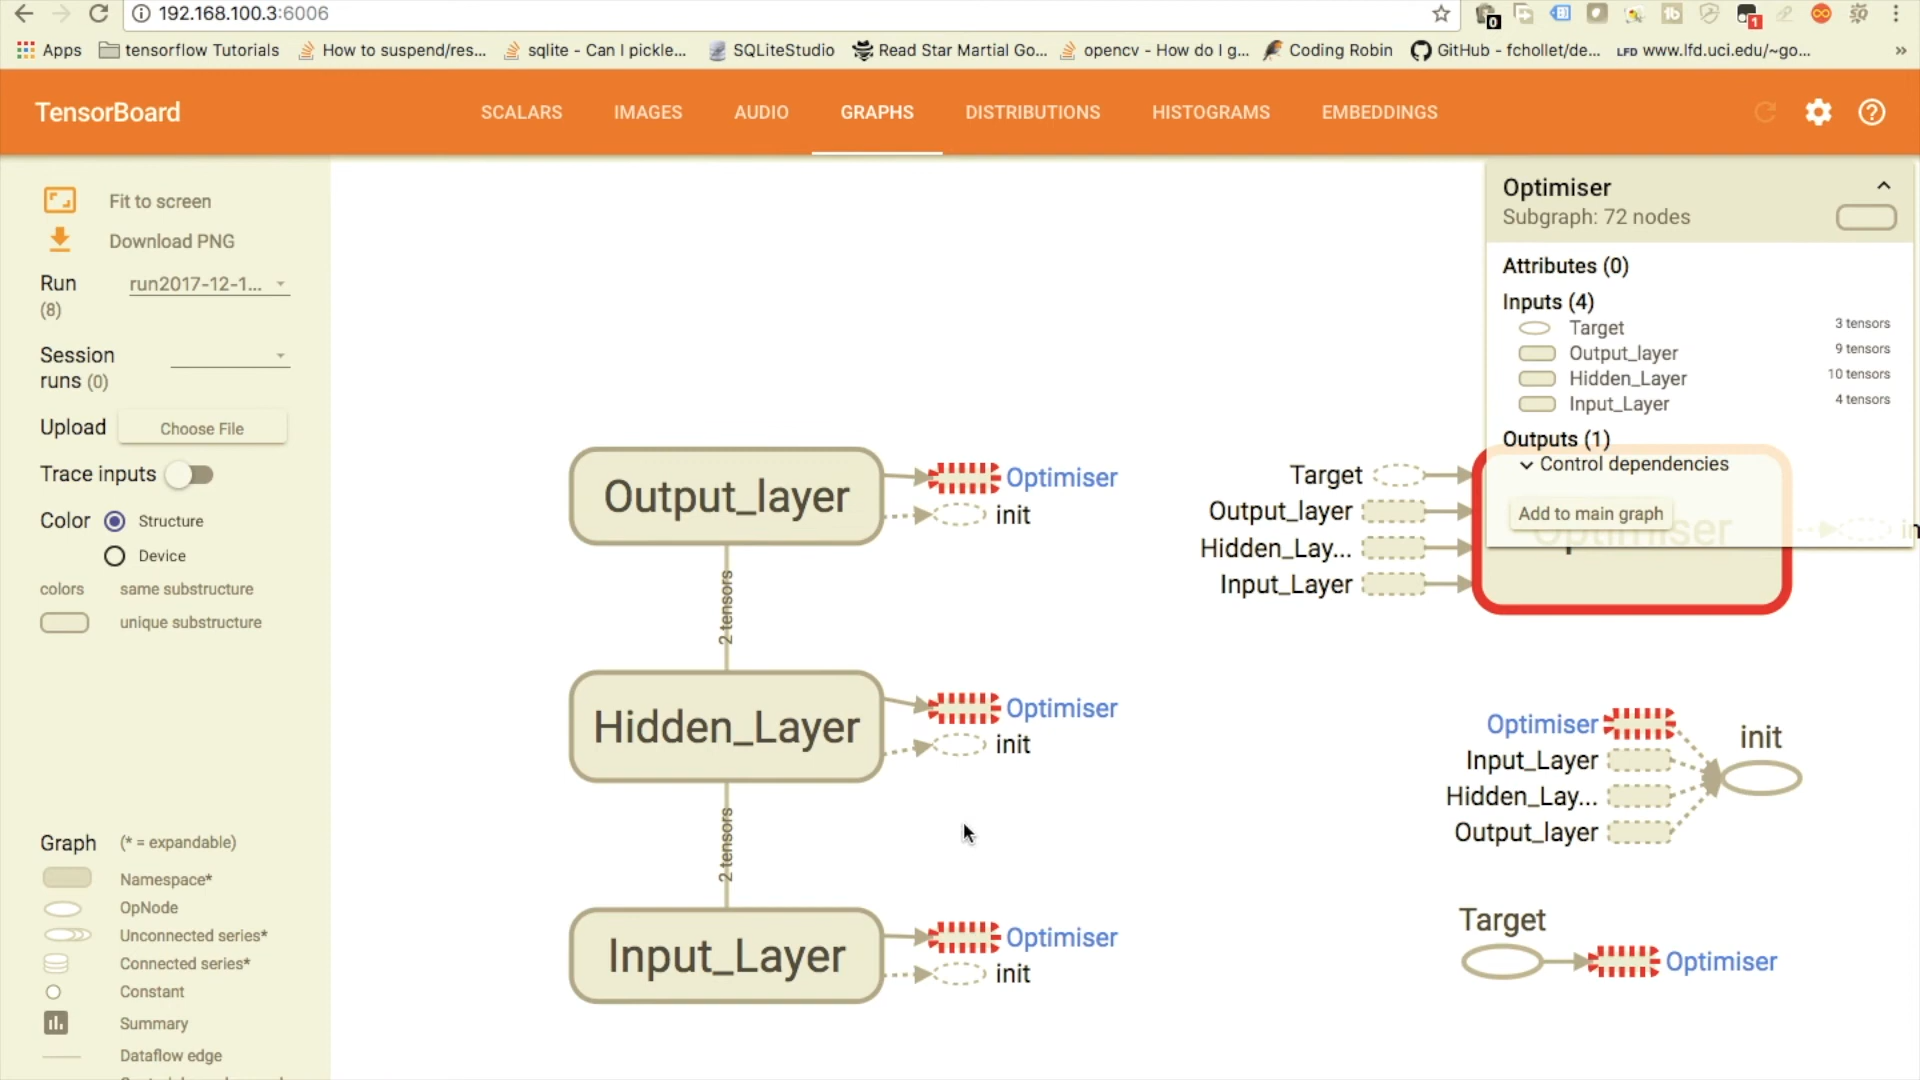 192.168.100.3:6006
0
1
Apps
tensorflow Tutorials
How to suspend/res...
sqlite - Can I pickle...
SQLiteStudio
Read Star Martial Go...
opencv - How do I g...
Coding Robin
GitHub - fchollet/de...
LFD www.lfd.uci.edu/~go...
»
TensorBoard
SCALARS
IMAGES
AUDIO
GRAPHS
DISTRIBUTIONS
HISTOGRAMS
EMBEDDINGS
Fit to screen
Download PNG
Run
(8)
run2017-12-1...
Session
runs (0)
Upload
Choose File
Trace inputs
Color
Structure
Device
colors
same substructure
unique substructure
Graph
(* = expandable)
Namespace*
OpNode
Unconnected series*
Connected series*
Constant
Summary
Dataflow edge
Output_layer
Optimiser
init
2 tensors
Hidden_Layer
Optimiser
init
2 tensors
Input_Layer
Optimiser
init
Target
Output_layer
Hidden_Lay...
Input_Layer
Optimiser
Subgraph: 72 nodes
Attributes (0)
Inputs (4)
Target
3 tensors
Output_layer
9 tensors
Hidden_Layer
10 tensors
Input_Layer
4 tensors
Outputs (1)
Control dependencies
Add to main graph
Optimiser
Input_Layer
Hidden_Lay...
Output_layer
init
Target
Optimiser